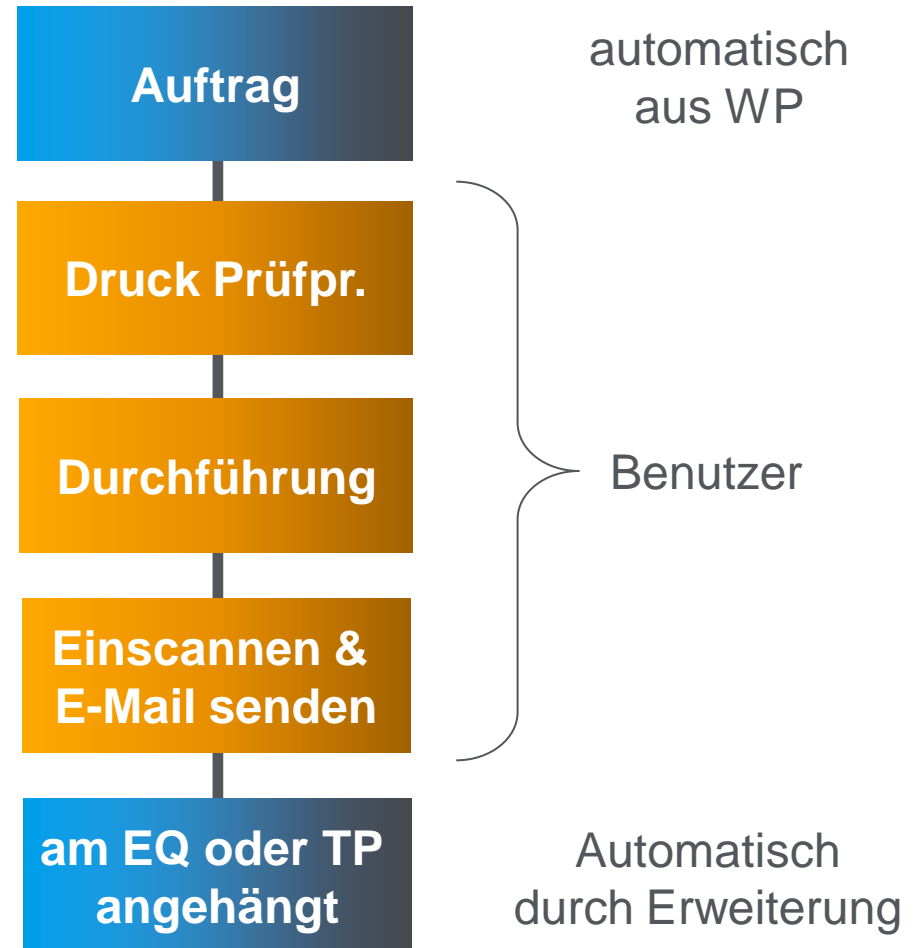 Auftrag
automatisch
aus WP
Druck Prüfpr.
Durchführung
Benutzer
Einscannen &
E-Mail senden
am EQ oder TP
angehängt
Automatisch
durch Erweiterung